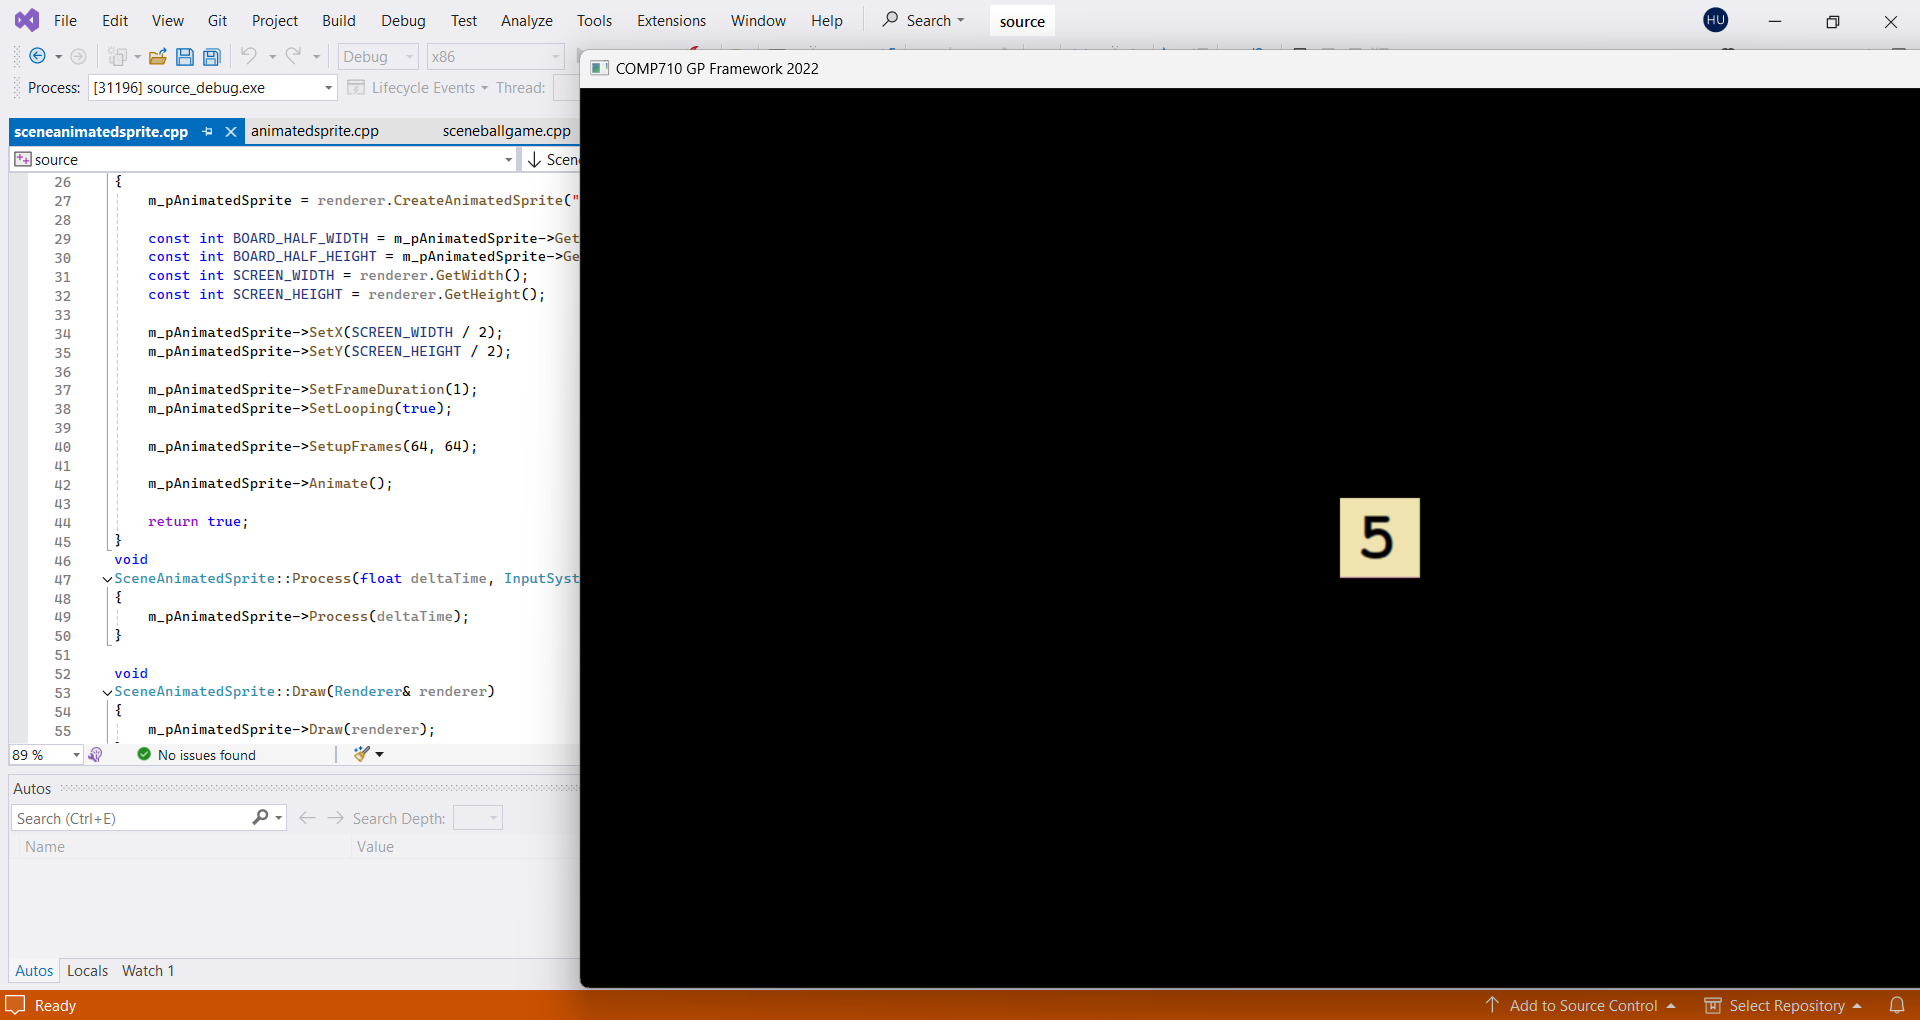 File Edit View Git Project Build Debug Test Analyze Tools Extensions Window Help Search source HU
Debug x86
Process: [31196] source_debug.exe Lifecycle Events Thread:
COMP710 GP Framework 2022
sceneanimatedsprite.cpp animatedsprite.cpp sceneballgame.cpp
source Scen
26 {
27 m_pAnimatedSprite = renderer.CreateAnimatedSprite("
28
29 const int BOARD_HALF_WIDTH = m_pAnimatedSprite->Get
30 const int BOARD_HALF_HEIGHT = m_pAnimatedSprite->Ge
31 const int SCREEN_WIDTH = renderer.GetWidth();
32 const int SCREEN_HEIGHT = renderer.GetHeight();
33
34 m_pAnimatedSprite->SetX(SCREEN_WIDTH / 2);
35 m_pAnimatedSprite->SetY(SCREEN_HEIGHT / 2);
36
37 m_pAnimatedSprite->SetFrameDuration(1);
38 m_pAnimatedSprite->SetLooping(true);
39
40 m_pAnimatedSprite->SetupFrames(64, 64);
41
42 m_pAnimatedSprite->Animate();
43
44 return true;
45 }
46 void
47 SceneAnimatedSprite::Process(float deltaTime, InputSyst
48 {
49 m_pAnimatedSprite->Process(deltaTime);
50 }
51
52 void
53 SceneAnimatedSprite::Draw(Renderer& renderer)
54 {
55 m_pAnimatedSprite->Draw(renderer);
5
89 % No issues found
Autos
Search (Ctrl+E) Search Depth:
Name Value
Autos Locals Watch 1
Ready Add to Source Control Select Repository